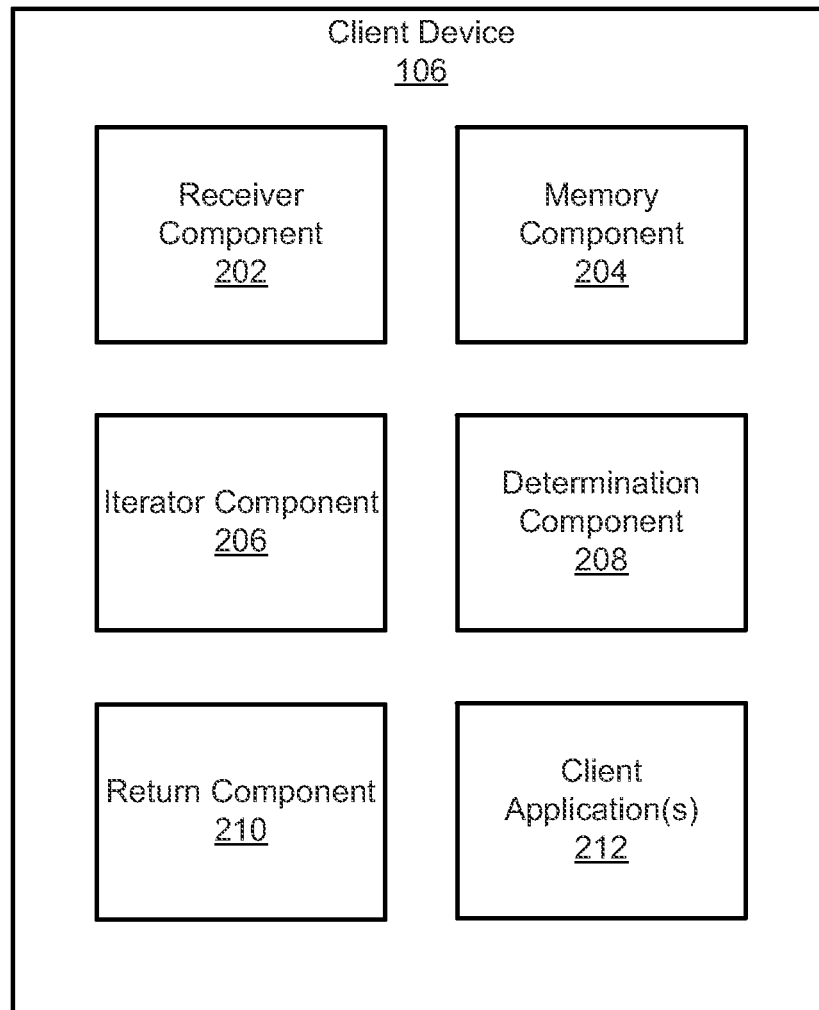 Client Device
106
Receiver
Component
202
Memory
Component
204
Iterator Component
206
Determination
Component
208
Return Component
210
Client
Application(s)
212